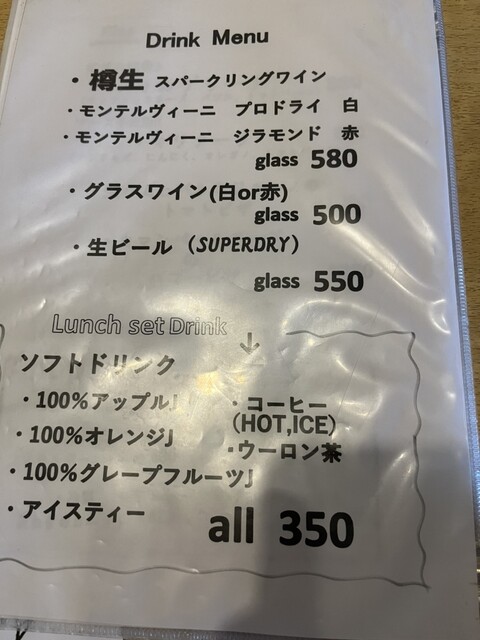 Drink Menu
・樽生 スパークリングワイン
・モンテルヴィーニ プロドライ 白
・モンテルヴィーニ ジラモンド 赤
glass 580
・グラスワイン(白or赤)
glass 500
・生ビール (SUPERDRY)
glass 550
Lunch set Drink
↓
ソフトドリンク
・100%アップルJ
・100%オレンジJ
・100%グレープフルーツJ
・アイスティー
・コーヒー
(HOT,ICE)
・ウーロン茶
all 350